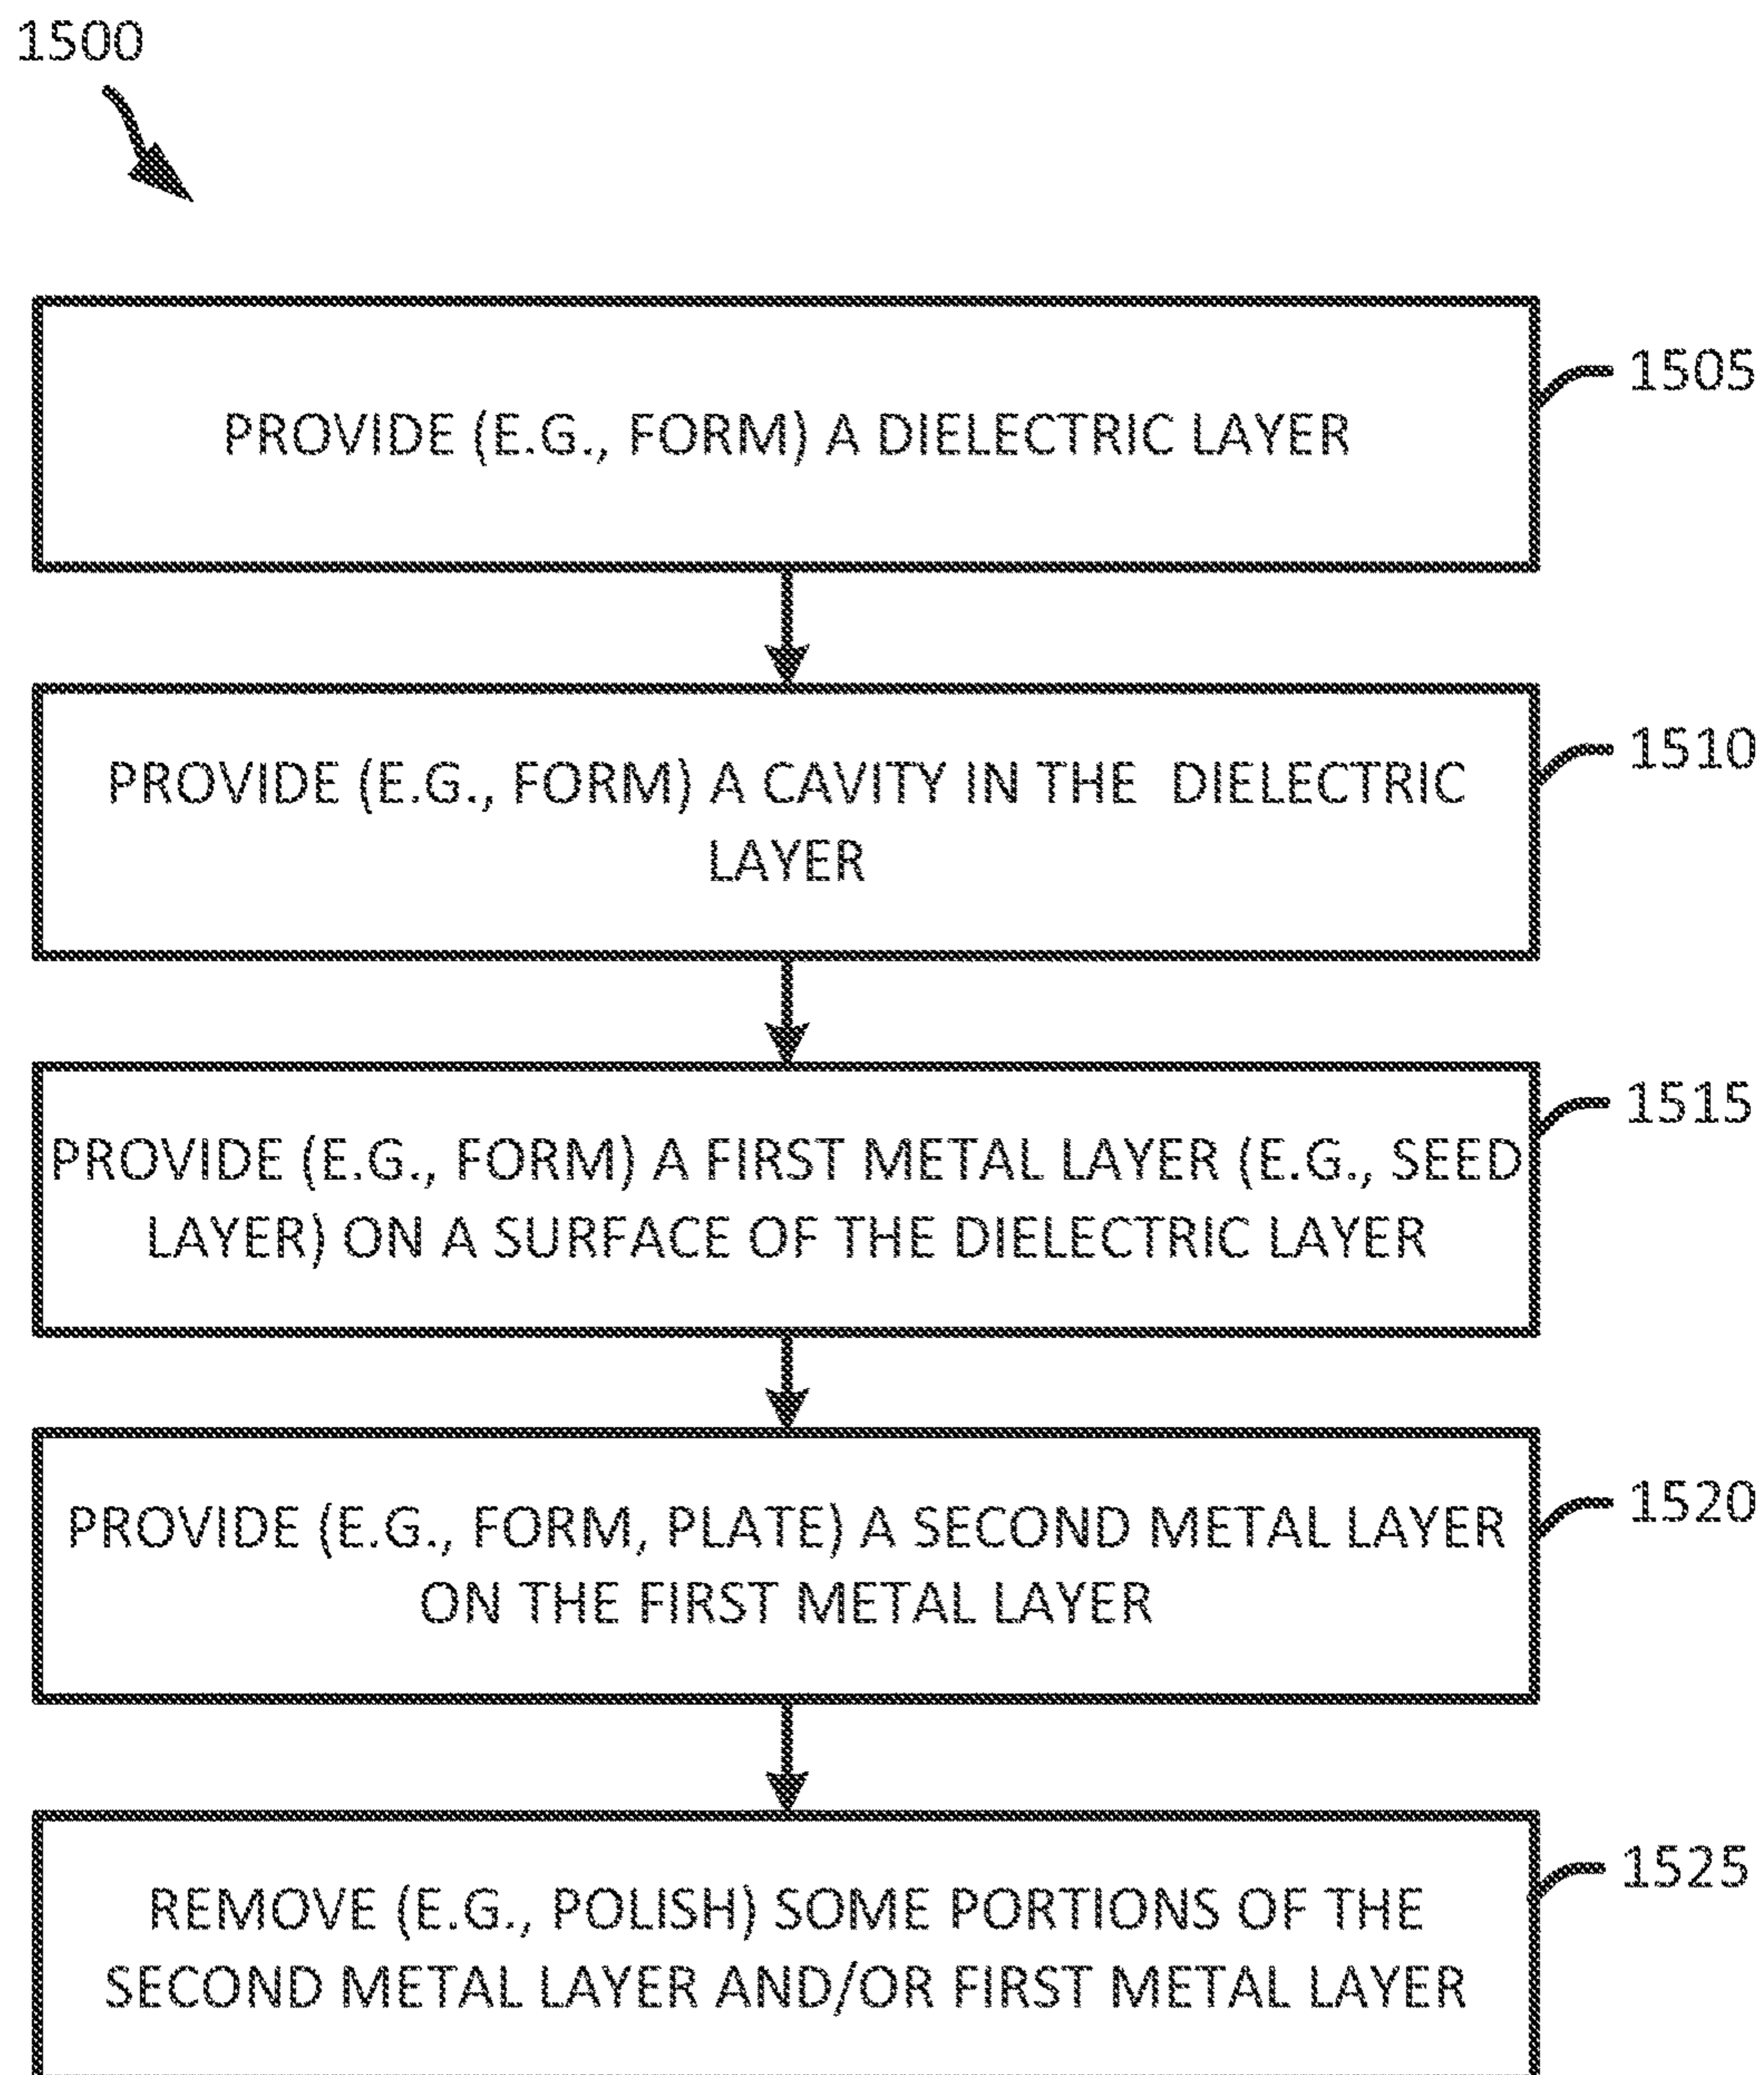 1500
PROVIDE (E.G., FORM) A DIELECTRIC LAYER
1505
PROVIDE (E.G., FORM) A CAVITY IN THE DIELECTRIC
LAYER
1510
PROVIDE (E.G., FORM) A FIRST METAL LAYER (E.G., SEED
LAYER) ON A SURFACE OF THE DIELECTRIC LAYER
1515
PROVIDE (E.G., FORM, PLATE) A SECOND METAL LAYER
ON THE FIRST METAL LAYER
1520
REMOVE (E.G., POLISH) SOME PORTIONS OF THE
SECOND METAL LAYER AND/OR FIRST METAL LAYER
1525